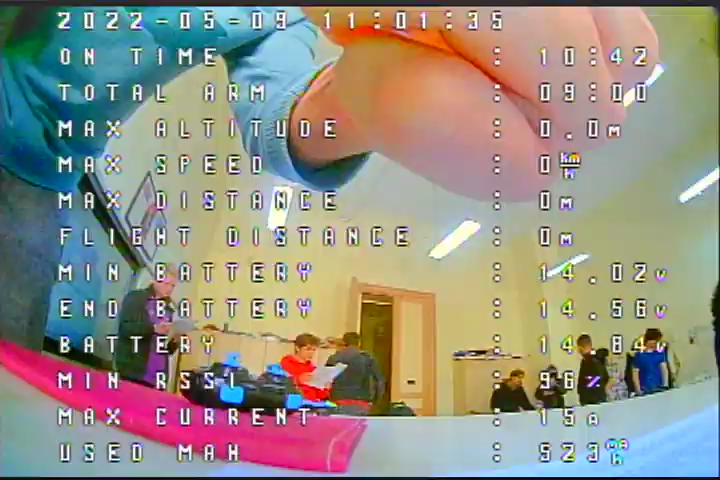 2022-05-09 11:01:35
ON TIME : 10:42
TOTAL ARM : 09:00
MAX ALTITUDE : 0.0m
MAX SPEED : 0 km/h
MAX DISTANCE : 0m
FLIGHT DISTANCE : 0m
MIN BATTERY : 14.02v
END BATTERY : 14.56v
BATTERY : 14.84v
MIN RSSI : 96%
MAX CURRENT : 15A
USED MAH : 523mAh